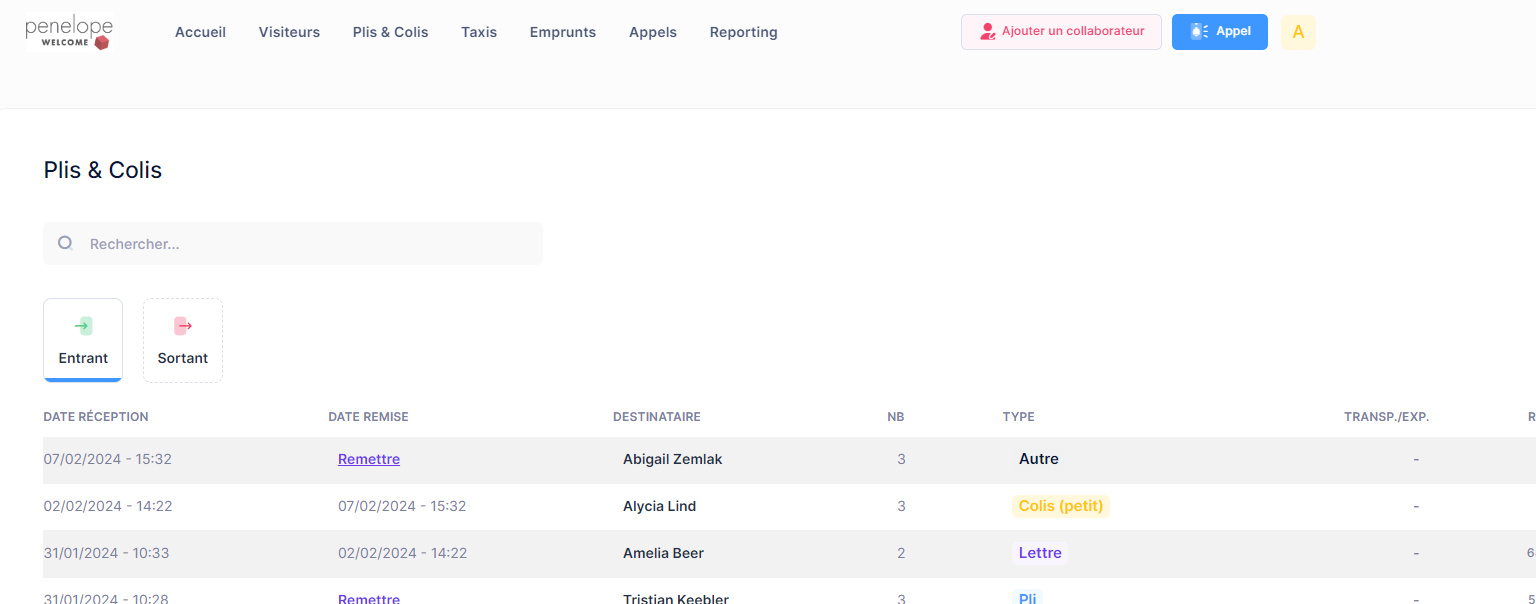 penelope
WELCOME
Accueil Visiteurs Plis & Colis Taxis Emprunts Appels Reporting Ajouter un collaborateur Appel A
Plis & Colis
Rechercher...
Entrant Sortant
DATE RÉCEPTION DATE REMISE DESTINATAIRE NB TYPE TRANSP./EXP.
07/02/2024 - 15:32 Remettre Abigail Zemlak 3 Autre -
02/02/2024 - 14:22 07/02/2024 - 15:32 Alycia Lind 3 Colis (petit) -
31/01/2024 - 10:33 02/02/2024 - 14:22 Amelia Beer 2 Lettre -
31/01/2024 - 10:28 Remettre Tristian Keebler 3 Pli -